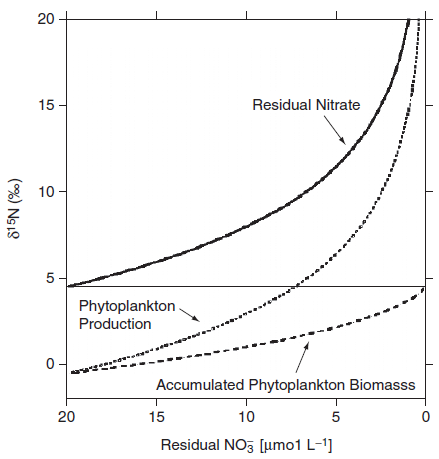 20
15
10
5
0
δ15N (‰)
Residual Nitrate
Phytoplankton
Production
Accumulated Phytoplankton Biomasss
20
15
10
5
0
Residual NO3̄ [µmo1 L−1]